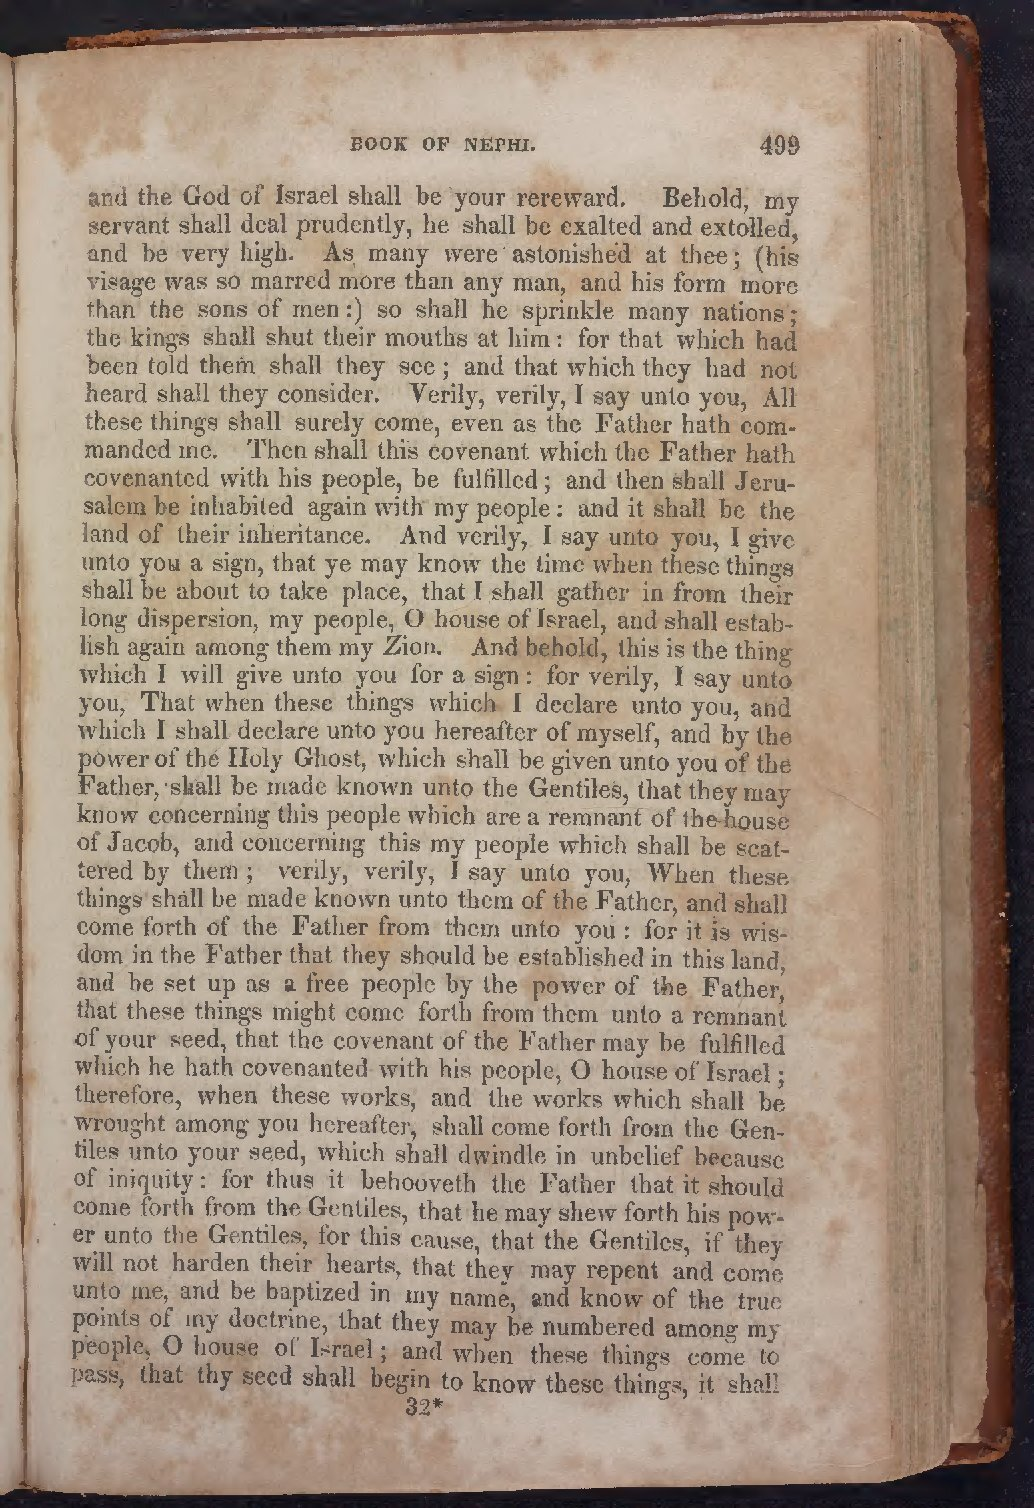 BOOK OF NEPHI. 499
and the God of Israel shall be your rereward. Behold, my
servant shall deal prudently, he shall be exalted and extolled,
and be very high. As many were astonished at thee; (his
visage was so marred more than any man, and his form more
than the sons of men:) so shall he sprinkle many nations;
the kings shall shut their mouths at him: for that which had
been told them shall they see; and that which they had not
heard shall they consider. Verily, verily, I say unto you, All
these things shall surely come, even as the Father hath com-
manded me. Then shall this covenant which the Father hath
covenanted with his people, be fulfilled; and then shall Jeru-
salem be inhabited again with my people: and it shall be the
land of their inheritance. And verily, I say unto you, I give
unto you a sign, that ye may know the time when these things
shall be about to take place, that I shall gather in from their
long dispersion, my people, O house of Israel, and shall estab-
lish again among them my Zion. And behold, this is the thing
which I will give unto you for a sign: for verily, I say unto
you, That when these things which I declare unto you, and
which I shall declare unto you hereafter of myself, and by the
power of the Holy Ghost, which shall be given unto you of the
Father, shall be made known unto the Gentiles, that they may
know concerning this people which are a remnant of the house
of Jacob, and concerning this my people which shall be scat-
tered by them; verily, verily, I say unto you, When these
things shall be made known unto them of the Father, and shall
come forth of the Father from them unto you: for it is wis-
dom in the Father that they should be established in this land,
and be set up as a free people by the power of the Father,
that these things might come forth from them unto a remnant
of your seed, that the covenant of the Father may be fulfilled
which he hath covenanted with his people, O house of Israel;
therefore, when these works, and the works which shall be
wrought among you hereafter, shall come forth from the Gen-
tiles unto your seed, which shall dwindle in unbelief because
of iniquity: for thus it behooveth the Father that it should
come forth from the Gentiles, that he may shew forth his pow-
er unto the Gentiles, for this cause, that the Gentiles, if they
will not harden their hearts, that they may repent and come
unto me, and be baptized in my name, and know of the true
points of my doctrine, that they may be numbered among my
people, O house of Israel; and when these things come to
pass, that thy seed shall begin to know these things, it shall
32*